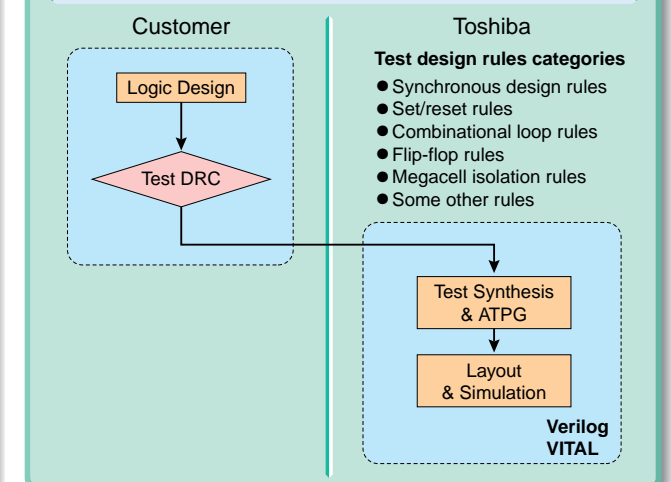 Customer
Logic Design
Test DRC
Toshiba
Test design rules categories
● Synchronous design rules
● Set/reset rules
● Combinational loop rules
● Flip-flop rules
● Megacell isolation rules
● Some other rules
Test Synthesis
& ATPG
Layout
& Simulation
Verilog
VITAL